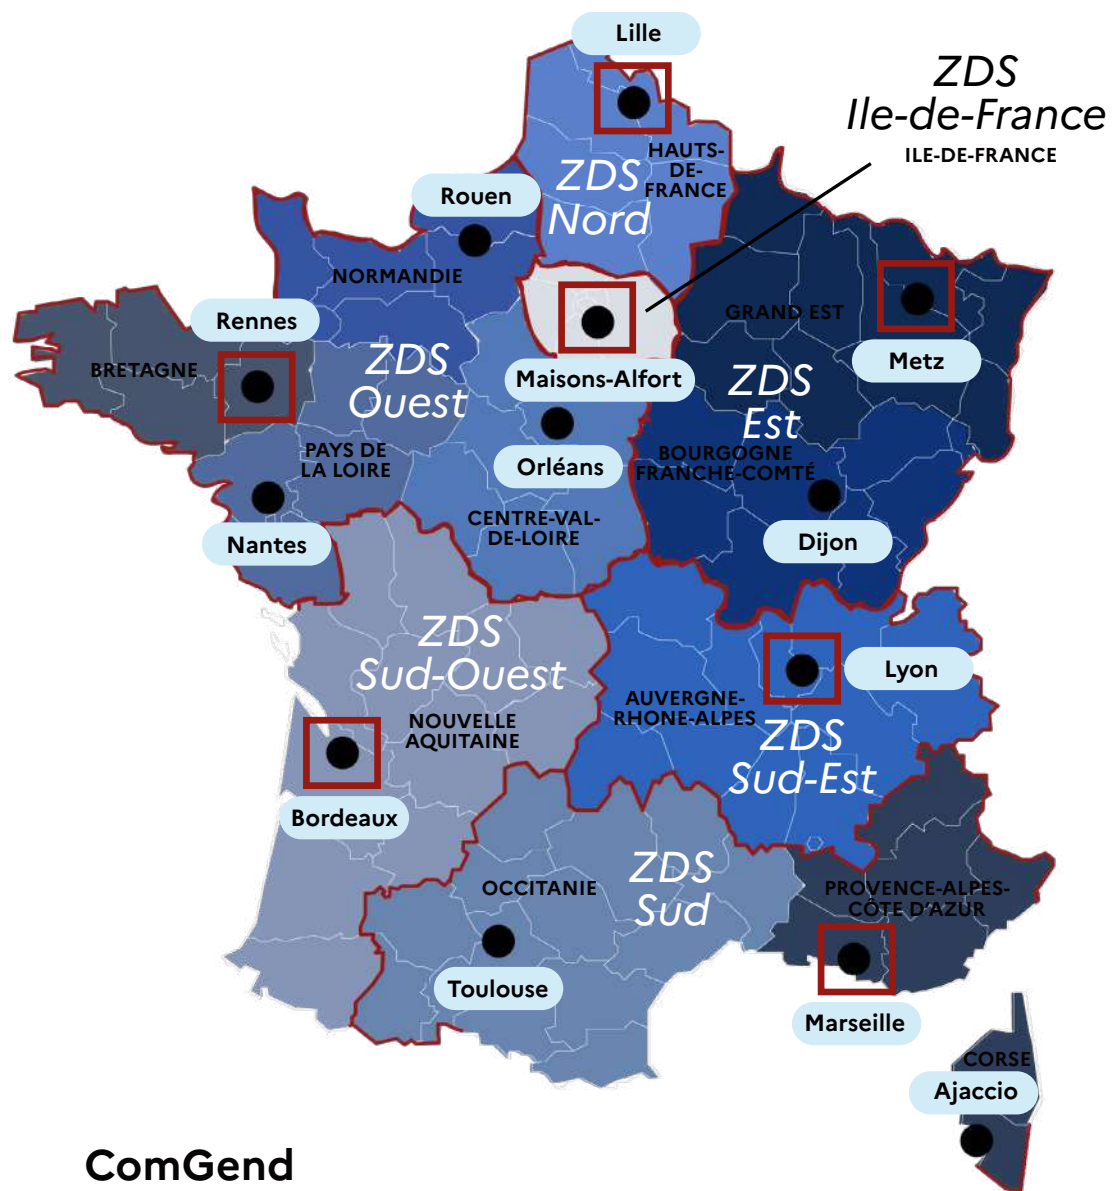 Lille
ZDS
Ile-de-France
ILE-DE-FRANCE
HAUTS-
DE-
FRANCE
ZDS
Nord
Rouen
NORMANDIE
Rennes
BRETAGNE
GRAND EST
Metz
ZDS
Ouest
Maisons-Alfort
ZDS
Est
PAYS DE
LA LOIRE
Orléans
BOURGOGNE
FRANCHE-COMTÉ
Nantes
CENTRE-VAL-
DE-LOIRE
Dijon
ZDS
Sud-Ouest
Lyon
AUVERGNE-
RHONE-ALPES
NOUVELLE
AQUITAINE
ZDS
Sud-Est
Bordeaux
ZDS
Sud
OCCITANIE
PROVENCE-ALPES-
CÔTE D'AZUR
Toulouse
Marseille
CORSE
Ajaccio
ComGend